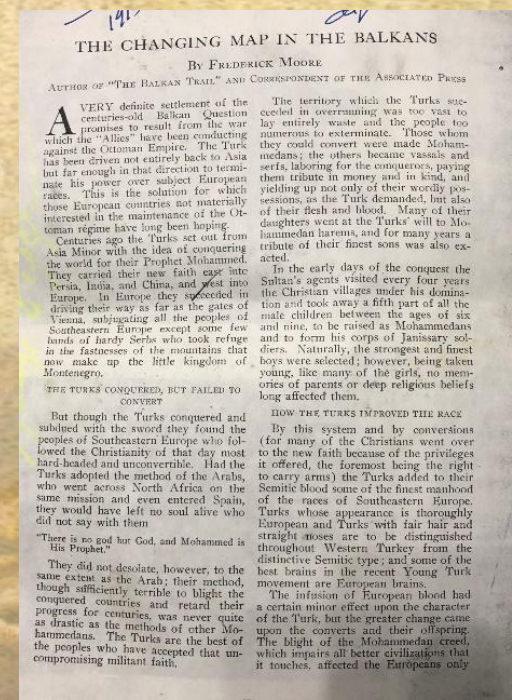 191
THE CHANGING MAP IN THE BALKANS
BY FREDERICK MOORE
AUTHOR OF "THE BALKAN TRAIL" AND CORRESPONDENT OF THE ASSOCIATED PRESS
A VERY definite settlement of the
centuries-old Balkan Question
promises to result from the war
which the "Allies" have been conducting
against the Ottoman Empire. The Turk
has been driven not entirely back to Asia
but far enough in that direction to termi-
nate his power over subject European
races. This is the solution for which
those European countries not materially
interested in the maintenance of the Ot-
toman régime have long been hoping.
Centuries ago the Turks set out from
Asia Minor with the idea of conquering
the world for their Prophet Mohammed.
They carried their new faith east into
Persia, India, and China, and west into
Europe. In Europe they succeeded in
driving their way as far as the gates of
Vienna, subjugating all the peoples of
Southeastern Europe except some few
bands of hardy Serbs who took refuge
in the fastnesses of the mountains that
now make up the little kingdom of
Montenegro.
THE TURKS CONQUERED, BUT FAILED TO
CONVERT
But though the Turks conquered and
subdued with the sword they found the
peoples of Southeastern Europe who fol-
lowed the Christianity of that day most
hard-headed and unconvertible. Had the
Turks adopted the method of the Arabs,
who went across North Africa on the
same mission and even entered Spain,
they would have left no soul alive who
did not say with them
"There is no god but God, and Mohammed is
His Prophet."
They did not desolate, however, to the
same extent as the Arab; their method,
though sufficiently terrible to blight the
conquered countries and retard their
progress for centuries, was never quite
as drastic as the methods of other Mo-
hammedans. The Turks are the best of
the peoples who have accepted that un-
compromising militant faith.
The territory which the Turks suc-
ceeded in overrunning was too vast to
lay entirely waste and the people too
numerous to exterminate. Those whom
they could convert were made Moham-
medans; the others became vassals and
serfs, laboring for the conquerors, paying
them tribute in money and in kind, and
yielding up not only of their wordly pos-
sessions, as the Turk demanded, but also
of their flesh and blood. Many of their
daughters went at the Turks' will to Mo-
hammedan harems, and for many years a
tribute of their finest sons was also ex-
acted.
In the early days of the conquest the
Sultan's agents visited every four years
the Christian villages under his domina-
tion and took away a fifth part of all the
male children between the ages of six
and nine, to be raised as Mohammedans
and to form his corps of Janissary sol-
diers. Naturally, the strongest and finest
boys were selected; however, being taken
young, like many of the girls, no mem-
ories of parents or deep religious beliefs
long affected them.
HOW THE TURKS IMPROVED THE RACE
By this system and by conversions
(for many of the Christians went over
to the new faith because of the privileges
it offered, the foremost being the right
to carry arms) the Turks added to their
Semitic blood some of the finest manhood
of the races of Southeastern Europe.
Turks whose appearance is thoroughly
European and Turks with fair hair and
straight noses are to be distinguished
throughout Western Turkey from the
distinctive Semitic type; and some of the
best brains in the recent Young Turk
movement are European brains.
The infusion of European blood had
a certain minor effect upon the character
of the Turk, but the greater change came
upon the converts and their offspring.
The blight of the Mohammedan creed,
which impairs all better civilizations that
it touches, affected the Europeans only